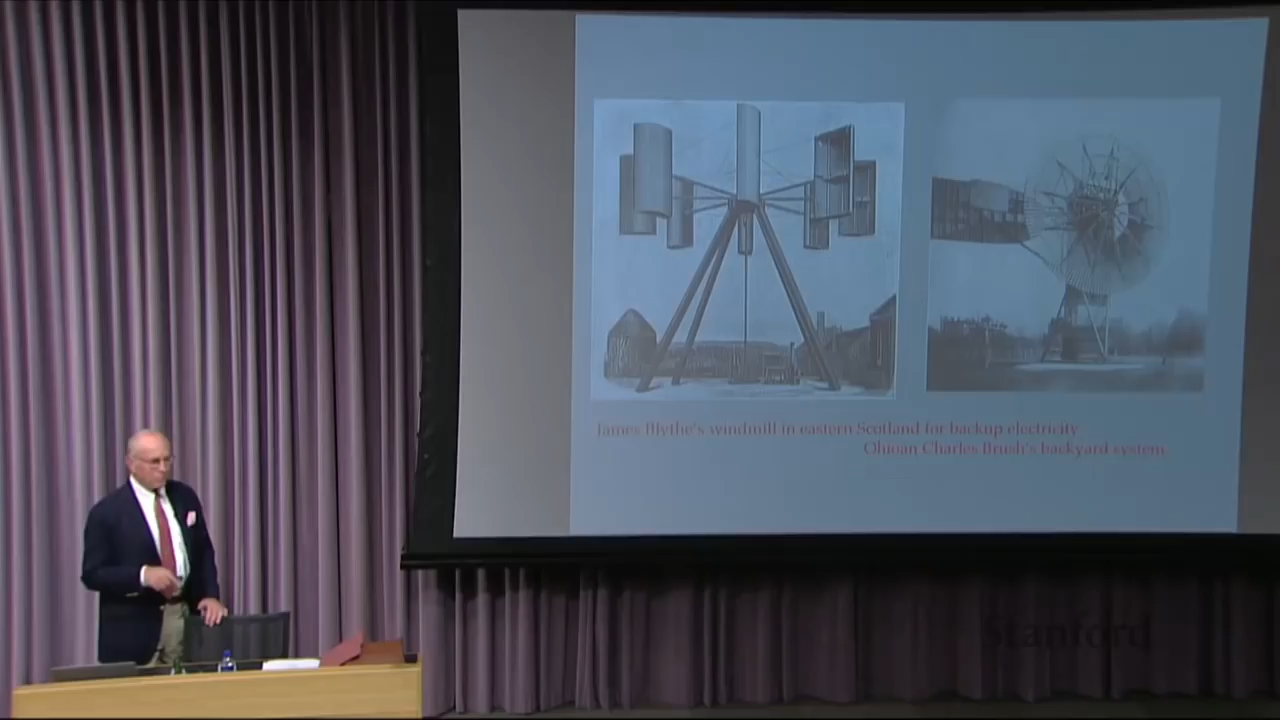 James Blythe's windmill in eastern Scotland for backup electricity
Ohioan Charles Brush's backyard system
Stanford